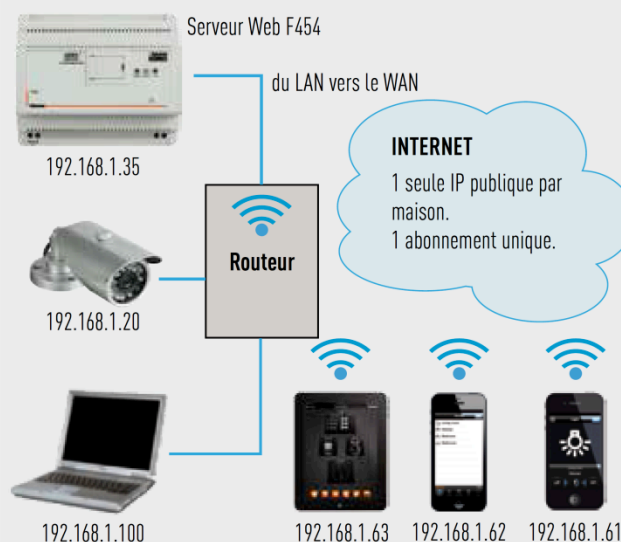 Serveur Web F454
du LAN vers le WAN
192.168.1.35
INTERNET
1 seule IP publique par
maison.
1 abonnement unique.
Routeur
192.168.1.20
192.168.1.100
192.168.1.63
192.168.1.62
192.168.1.61